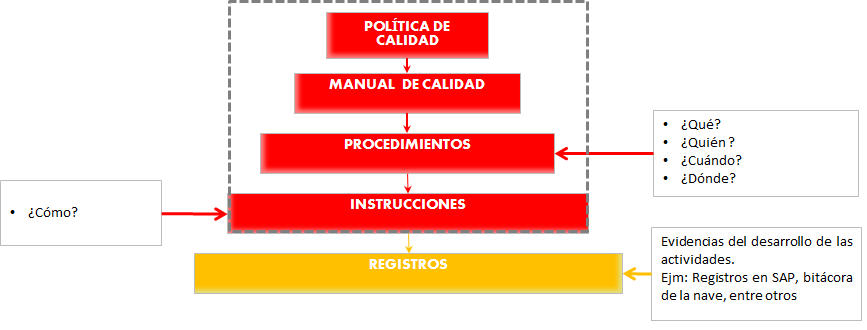 POLÍTICA DE
CALIDAD
MANUAL DE CALIDAD
PROCEDIMIENTOS
• ¿Qué?
• ¿Quién ?
• ¿Cuándo?
• ¿Dónde?
INSTRUCCIONES
• ¿Cómo?
REGISTROS
Evidencias del desarrollo de las
actividades.
Ejm: Registros en SAP, bitácora
de la nave, entre otros